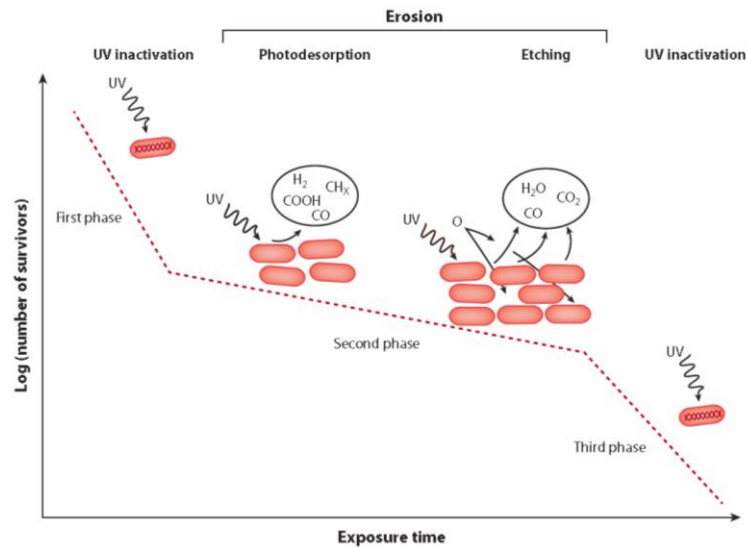 Erosion
UV inactivation
Photodesorption
Etching
UV inactivation
UV
H2
CHX
COOH
CO
UV
H2O
CO2
CO
O
UV
First phase
Second phase
UV
Third phase
Log (number of survivors)
Exposure time